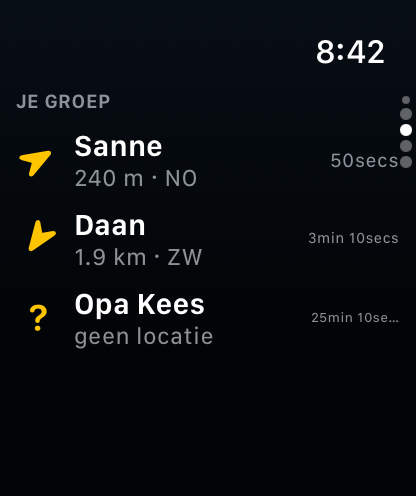 8:42
JE GROEP
Sanne
240 m · NO
50secs
Daan
1.9 km · ZW
3min 10secs
?
Opa Kees
geen locatie
25min 10se…